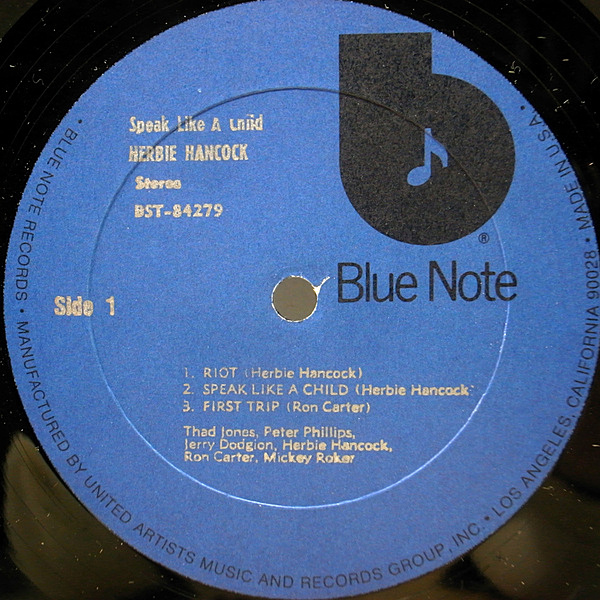 Speak Like A Child
HERBIE HANCOCK
Stereo
BST-84279
®
Blue Note
Side 1
1. RIOT (Herbie Hancock)
2. SPEAK LIKE A CHILD (Herbie Hancock
3. FIRST TRIP (Ron Carter)
Thad Jones, Peter Phillips,
Jerry Dodgion, Herbie Hancock,
Ron Carter, Mickey Roker
• BLUE NOTE RECORDS • MANUFACTURED BY UNITED ARTISTS MUSIC AND RECORDS GROUP, INC. • LOS ANGELES, CALIFORNIA 90028 • MADE IN U.S.A. •